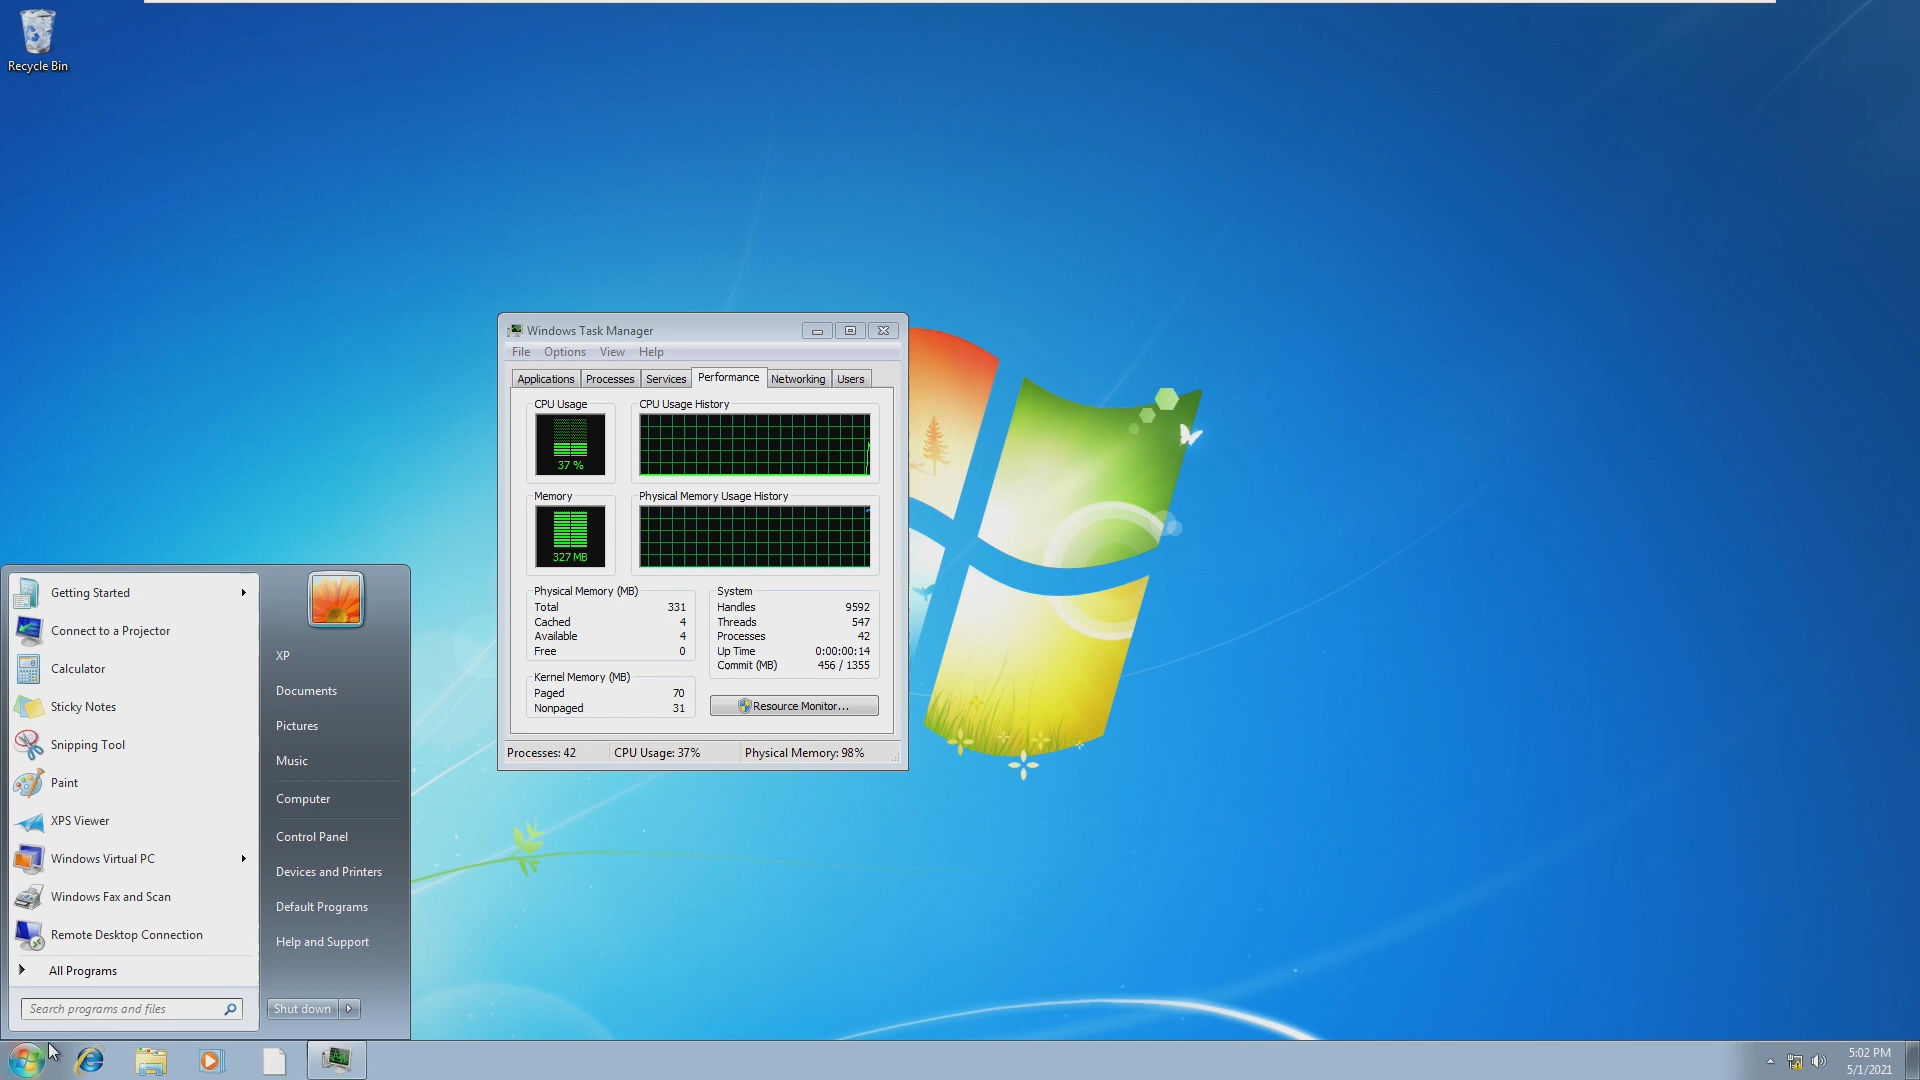 Recycle Bin
Windows Task Manager
File Options View Help
Applications Processes Services Performance Networking Users
CPU Usage
37 %
CPU Usage History
Memory
327 MB
Physical Memory Usage History
Physical Memory (MB)
Total 331
Cached 4
Available 4
Free 0
System
Handles 9592
Threads 547
Processes 42
Up Time 0:00:00:14
Commit (MB) 456 / 1355
Kernel Memory (MB)
Paged 70
Nonpaged 31
Resource Monitor...
Processes: 42 CPU Usage: 37% Physical Memory: 98%
Getting Started
Connect to a Projector
Calculator
Sticky Notes
Snipping Tool
Paint
XPS Viewer
Windows Virtual PC
Windows Fax and Scan
Remote Desktop Connection
All Programs
Search programs and files
XP
Documents
Pictures
Music
Computer
Control Panel
Devices and Printers
Default Programs
Help and Support
Shut down
5:02 PM
5/1/2021